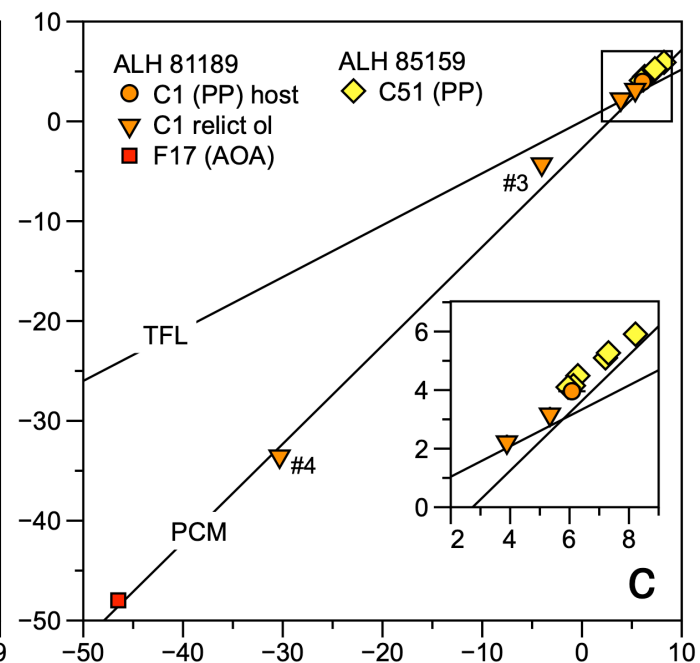 10
ALH 81189
ALH 85159
C1 (PP) host
C51 (PP)
C1 relict ol
F17 (AOA)
0
#3
−10
−20
TFL
6
4
2
0
2 4 6 8
−30
#4
−40
PCM
C
−50
9
−50 −40 −30 −20 −10 0 10